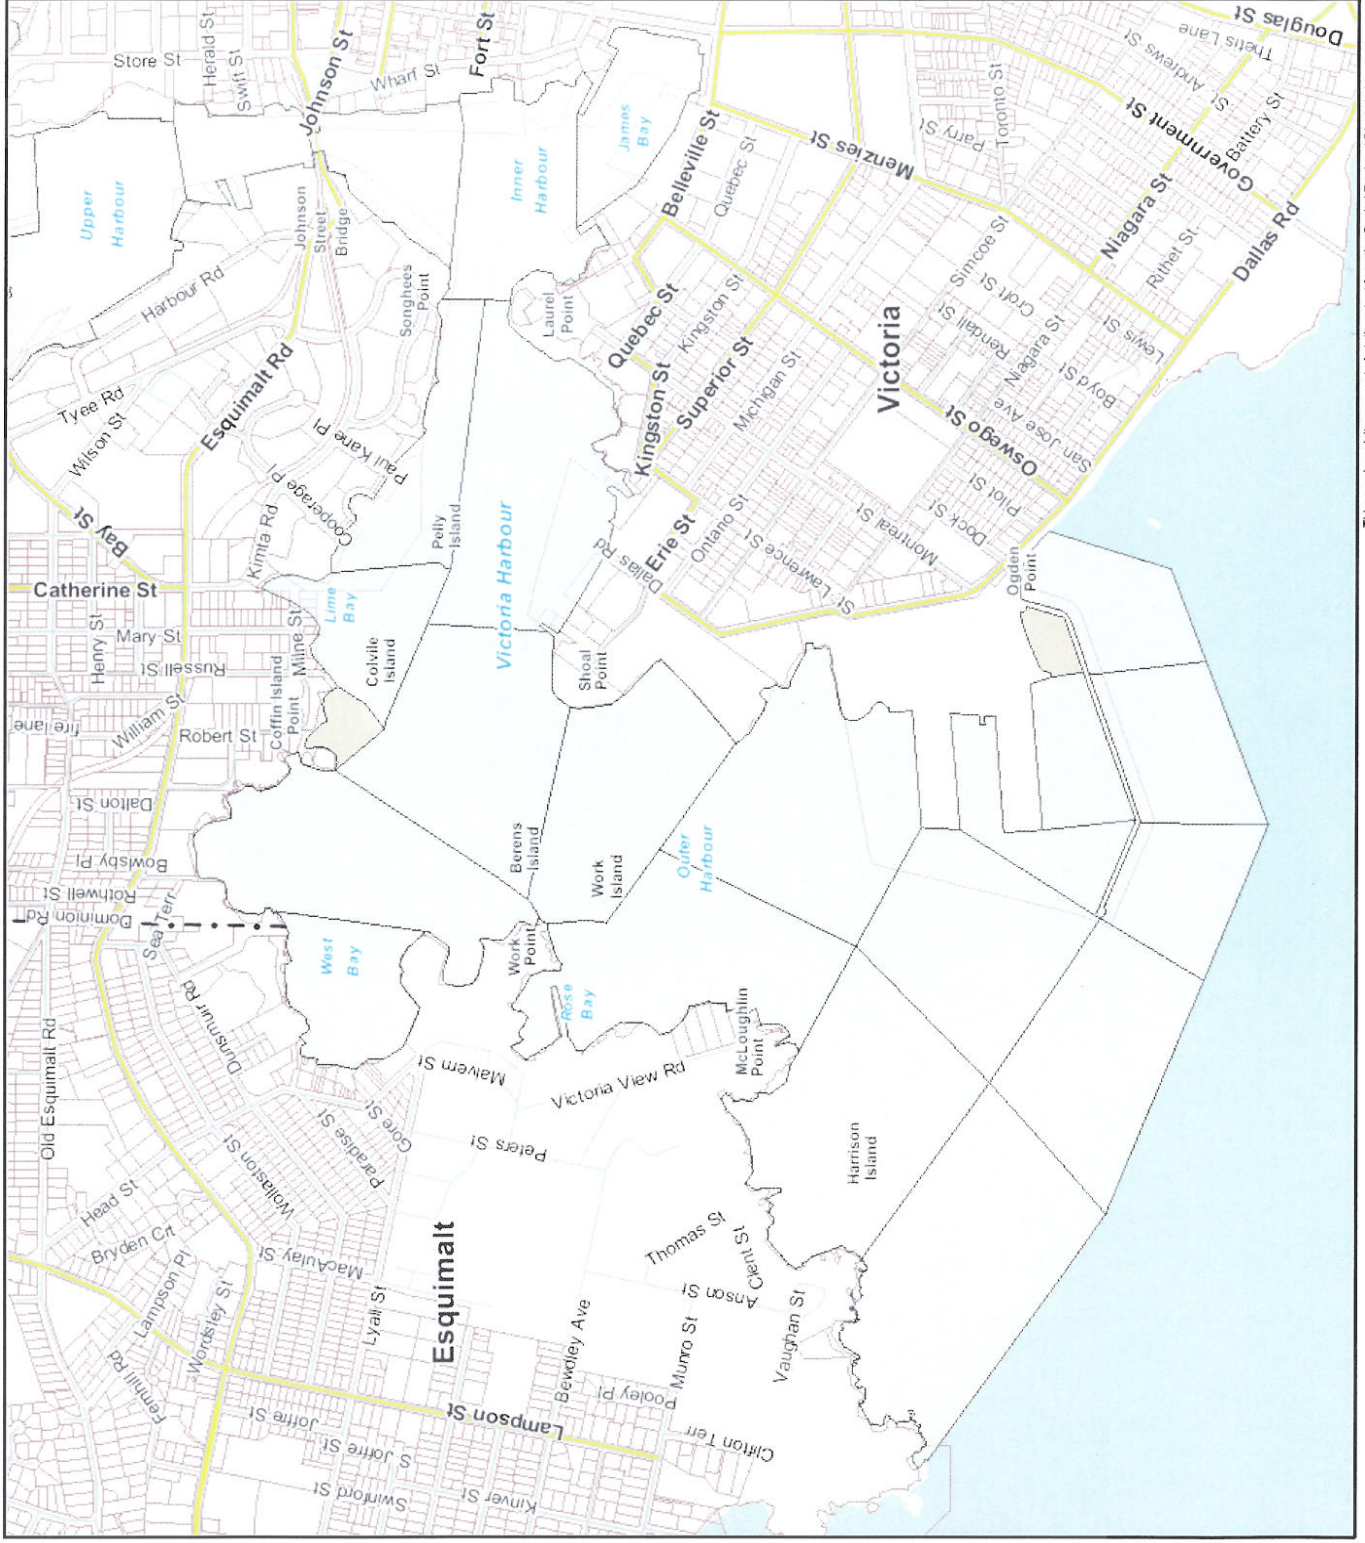 Store St
Herald St
Swift St
Johnson St
Wharf St
Fort St
Douglas St
Thetis Lane
St. Andrews St
Toronto St
Parry St
Government St
Battery St
Menzies St
Niagara St
Dallas Rd
Rithet St
Upper
Harbour
Inner
Harbour
James
Bay
Belleville St
Quebec St
Johnson
Street
Bridge
Harbour Rd
Songhees
Point
Laurel
Point
Quebec St
Kingston St
Kingston St
Superior St
Michigan St
Simcoe St
Croft St
Rendall St
Niagara St
Lewis St
Boyd St
San Jose Ave
Victoria
Oswego St
Pilot St
Dock St
Montreal St
St Lawrence St
Ontario St
Erie St
Dallas Rd
Tyee Rd
Wilson St
Esquimalt Rd
Paul Kane Pl
Cooperage Pl
Kimta Rd
Bay St
Catherine St
Pelly
Island
Victoria Harbour
Ogden
Point
Henry St
Mary St
Russell St
Milne St
Lime
Bay
Colville
Island
Shoal
Point
fire lane
William St
Robert St
Coffin Island
Point
Dalton St
Bowlsby Pl
Rothwell St
Dominion Rd
Sea Terr
Berens
Island
Work
Island
Outer
Harbour
West
Bay
Work
Point
Rose
Bay
McLoughlin
Point
Old Esquimalt Rd
Dunsmuir Rd
Malvern St
Victoria View Rd
Gore St
Paradise St
Peters St
Wollaston St
Head St
Bryden Crt
Lampson Pl
MacAulay St
Harrison
Island
Thomas St
Clent St
Anson St
Esquimalt
Lyall St
Wordsley St
Fernhill Rd
Bewdley Ave
Munro St
Vaughan St
Pooley Pl
Lampson St
Clifton Terr
Joffre St
S Joffre St
Swinford St
Kinver St